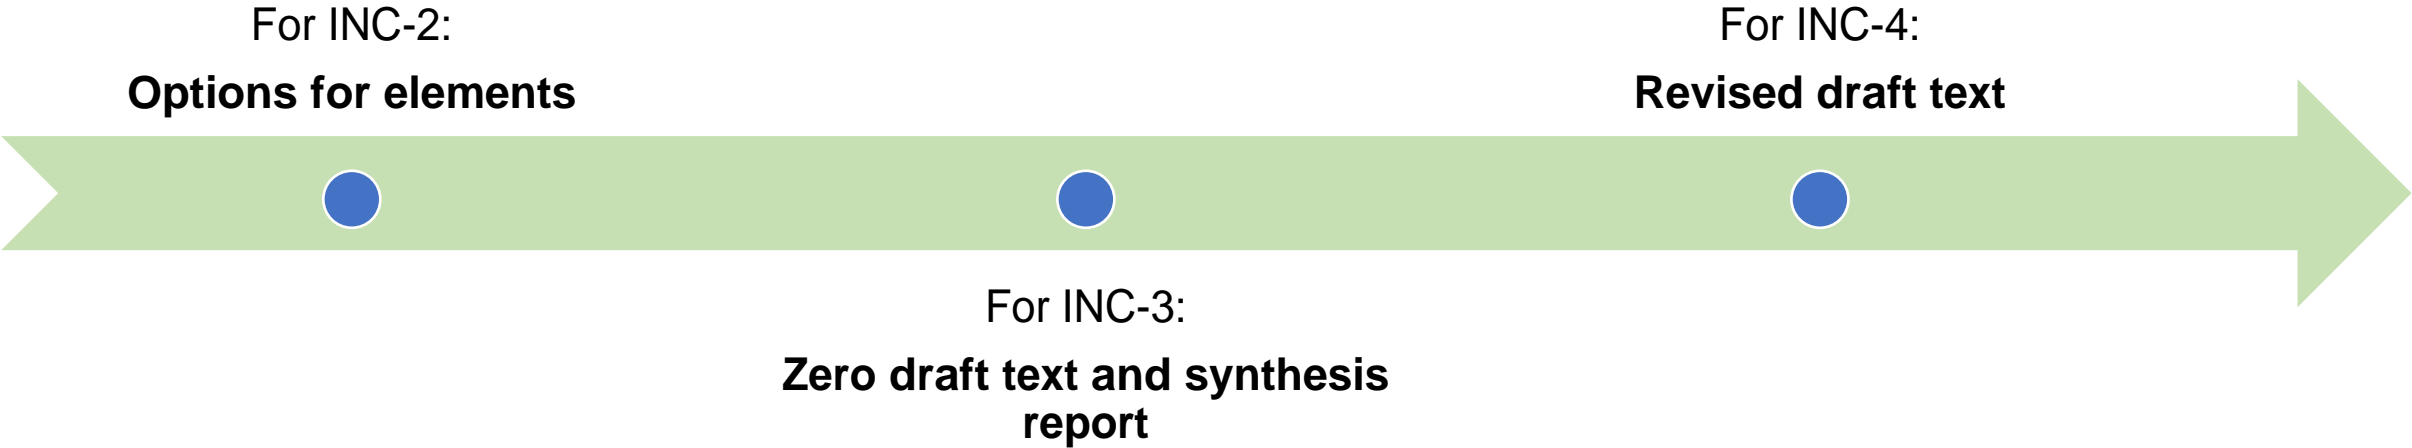 For INC-2:
Options for elements
For INC-3:
Zero draft text and synthesis
report
For INC-4:
Revised draft text